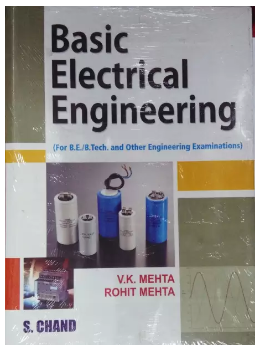 Basic
Electrical
Engineering
(For B.E./B.Tech. and Other Engineering Examinations)
V.K. MEHTA
ROHIT MEHTA
S. CHAND